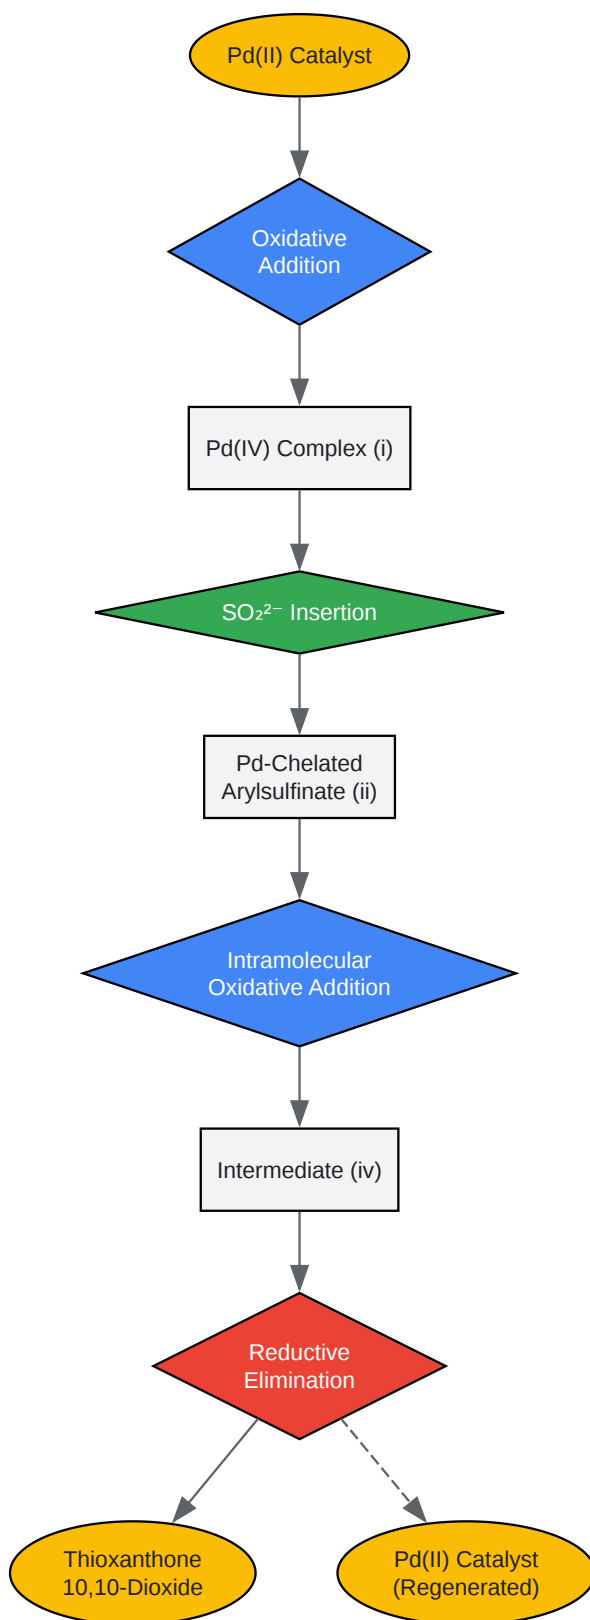 Pd(II) Catalyst
Oxidative
Addition
Pd(IV) Complex (i)
SO₂²⁻ Insertion
Pd-Chelated
Arylsulfinate (ii)
Intramolecular
Oxidative Addition
Intermediate (iv)
Reductive
Elimination
Thioxanthone
10,10-Dioxide
Pd(II) Catalyst
(Regenerated)